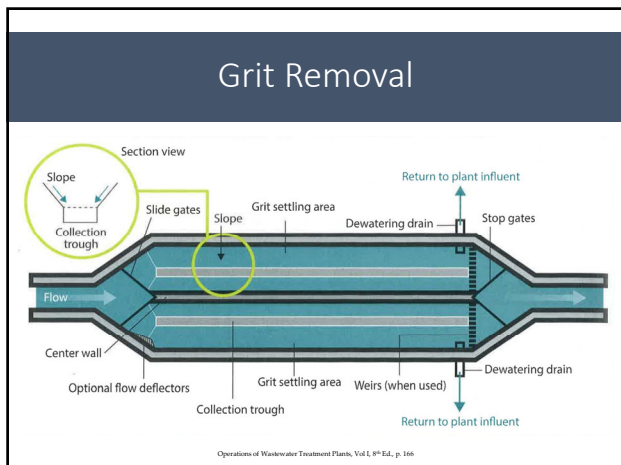 Grit Removal
Section view
Slope
Collection
trough
Slide gates
Slope
Grit settling area
Return to plant influent
Dewatering drain
Stop gates
Flow
Center wall
Optional flow deflectors
Collection trough
Grit settling area
Weirs (when used)
Dewatering drain
Return to plant influent
Operations of Wastewater Treatment Plants, Vol I, 8th Ed., p. 166